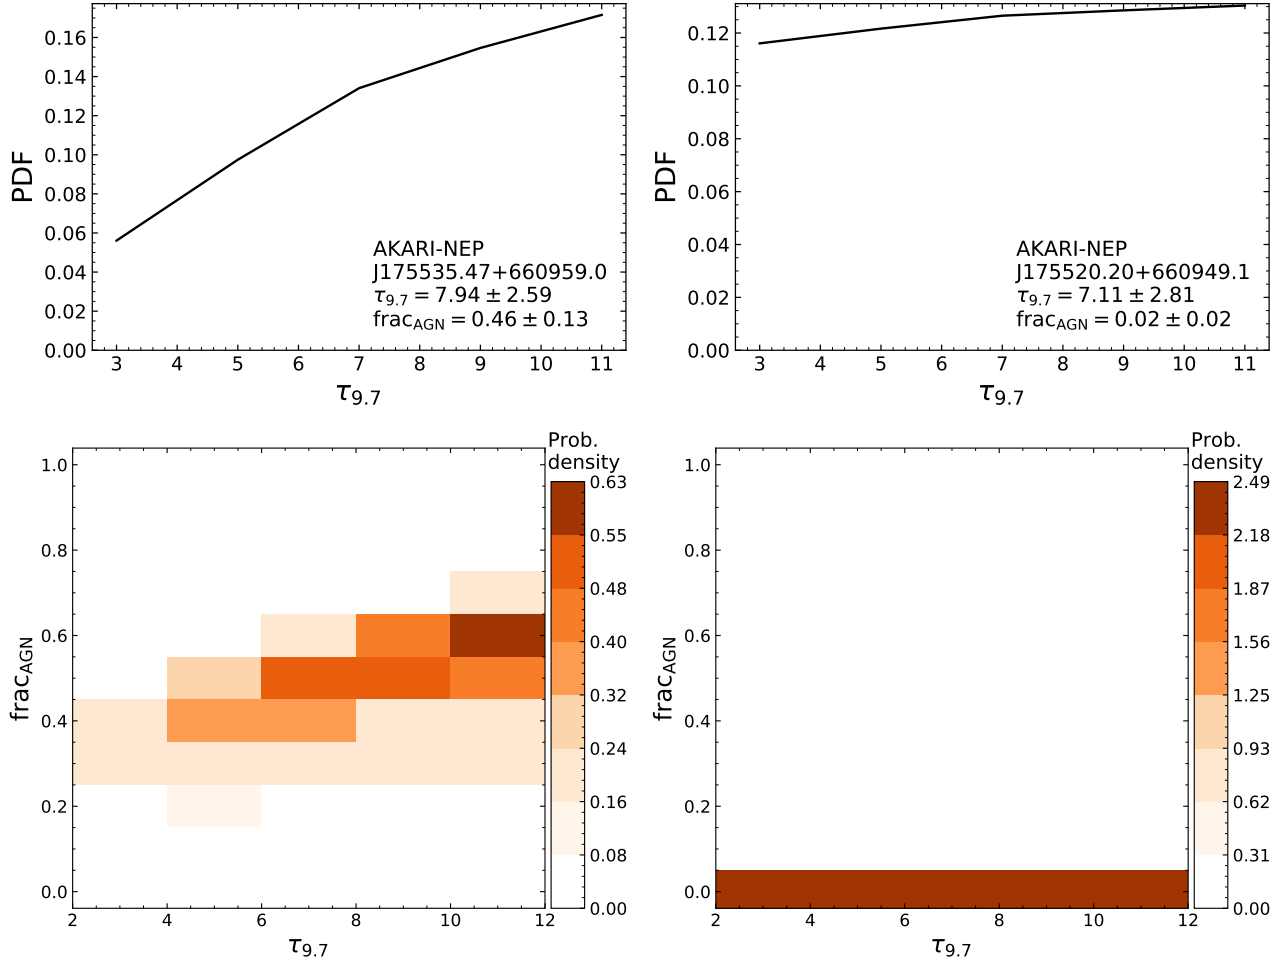 0.16
0.14
0.12
0.10
0.08
0.06
0.04
0.02
0.00
PDF
3 4 5 6 7 8 9 10 11
τ9.7
AKARI-NEP
J175535.47+660959.0
τ9.7 = 7.94 ± 2.59
fracAGN = 0.46 ± 0.13
0.12
0.10
0.08
0.06
0.04
0.02
0.00
PDF
3 4 5 6 7 8 9 10 11
τ9.7
AKARI-NEP
J175520.20+660949.1
τ9.7 = 7.11 ± 2.81
fracAGN = 0.02 ± 0.02
1.0
0.8
0.6
0.4
0.2
0.0
fracAGN
2 4 6 8 10 12
τ9.7
Prob.
density
0.63
0.55
0.48
0.40
0.32
0.24
0.16
0.08
0.00
1.0
0.8
0.6
0.4
0.2
0.0
fracAGN
2 4 6 8 10 12
τ9.7
Prob.
density
2.49
2.18
1.87
1.56
1.25
0.93
0.62
0.31
0.00